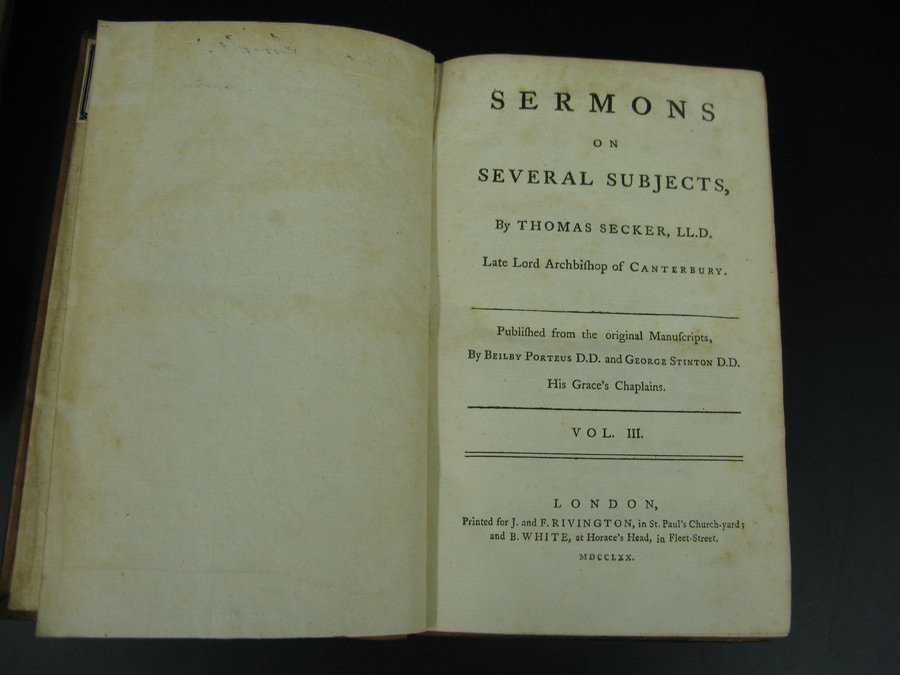 SERMONS
ON
SEVERAL SUBJECTS,
By THOMAS SECKER, LL.D.
Late Lord Archbiſhop of CANTERBURY.
Publiſhed from the original Manuſcripts,
By BEILBY PORTEUS D.D. and GEORGE STINTON D.D.
His Grace's Chaplains.
VOL. III.
LONDON,
Printed for J. and F. RIVINGTON, in St. Paul's Church-yard;
and B. WHITE, at Horace's Head, in Fleet-Street.
MDCCLXX.